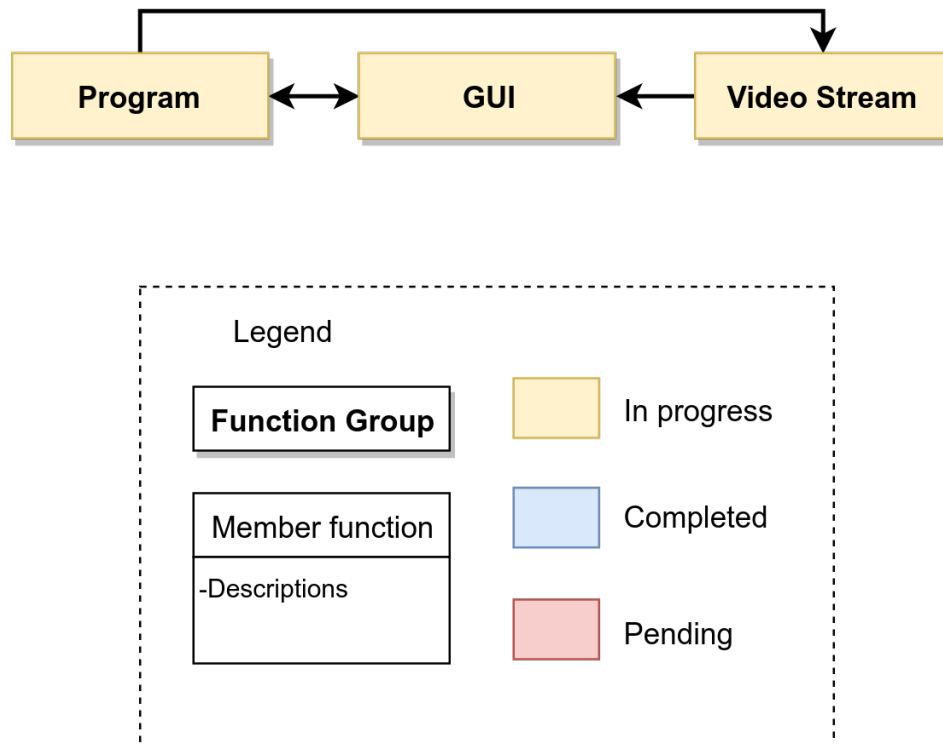 Program
GUI
Video Stream
Legend
Function Group
In progress
Member function
Completed
-Descriptions
Pending